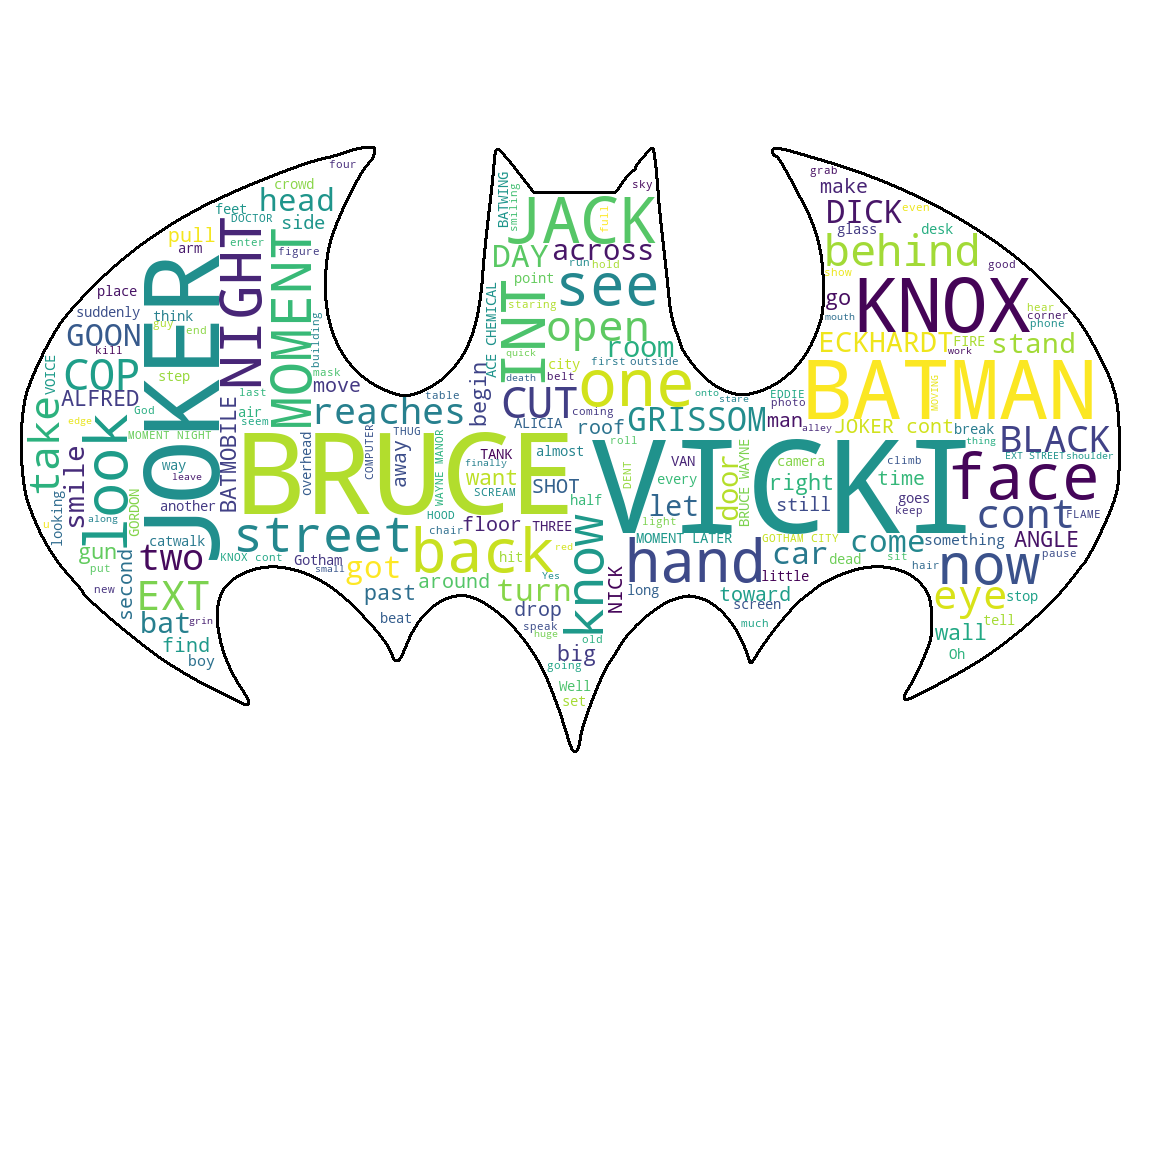 four
crowd
head
feet
DOCTOR
side
pull
arm
enter
figure
NIGHT
MOMENT
JOKER
place
suddenly
think
guy
end
GOON
kill
building
step
mask
move
COP
VOICE
ALFRED
God
last
air
seem
edge
MOMENT NIGHT
BATMOBILE
take
look
smile
way
leave
another
looking
u
along
GORDON
catwalk
gun
put
two
KNOX cont
new
second
EXT
bat
grin
find
boy
sky
BATWING
smiling
full
JACK
DAY
across
run
hold
point
see
staring
ACE CHEMICAL
INT
open
quick
room
city
first
outside
death
belt
one
onto
stare
table
reaches
begin
CUT
coming
ALICIA
roof
GRISSOM
THUG
COMPUTER
overhead
BRUCE
away
WAYNE MANOR
TANK
finally
almost
roll
want
SCREAM
SHOT
DENT
VAN
every
half
let
door
BRUCE WAYNE
VICKI
HOOD
chair
floor
THREE
light
street
Gotham
small
got
back
hit
red
know
MOMENT LATER
GOTHAM CITY
hand
car
dead
sit
past
around
turn
Yes
NICK
long
little
toward
beat
drop
screen
speak
huge
old
much
big
going
Well
set
grab
make
DICK
even
glass
desk
behind
show
good
go
mouth
KNOX
hear
corner
phone
ECKHARDT
FIRE
work
stand
BATMAN
MOVING
EDDIE
photo
man
alley
JOKER cont
break
thing
BLACK
EXT STREET
shoulder
camera
climb
right
time
face
still
goes
keep
cont
FLAME
come
something
ANGLE
pause
hair
now
eye
stop
tell
wall
Oh